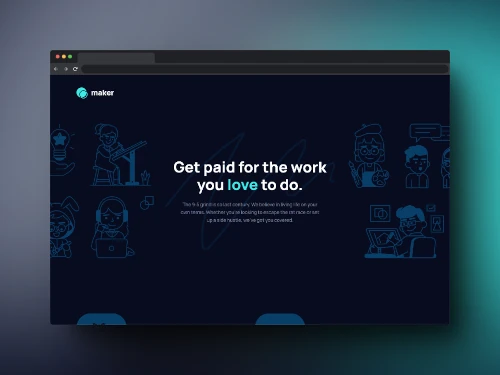 maker
Get paid for the work
you love to do.
The 9-5 grind is so last century. We believe in living life on your
own terms. Whether you're looking to escape the rat race or set
up a side hustle, we've got you covered.